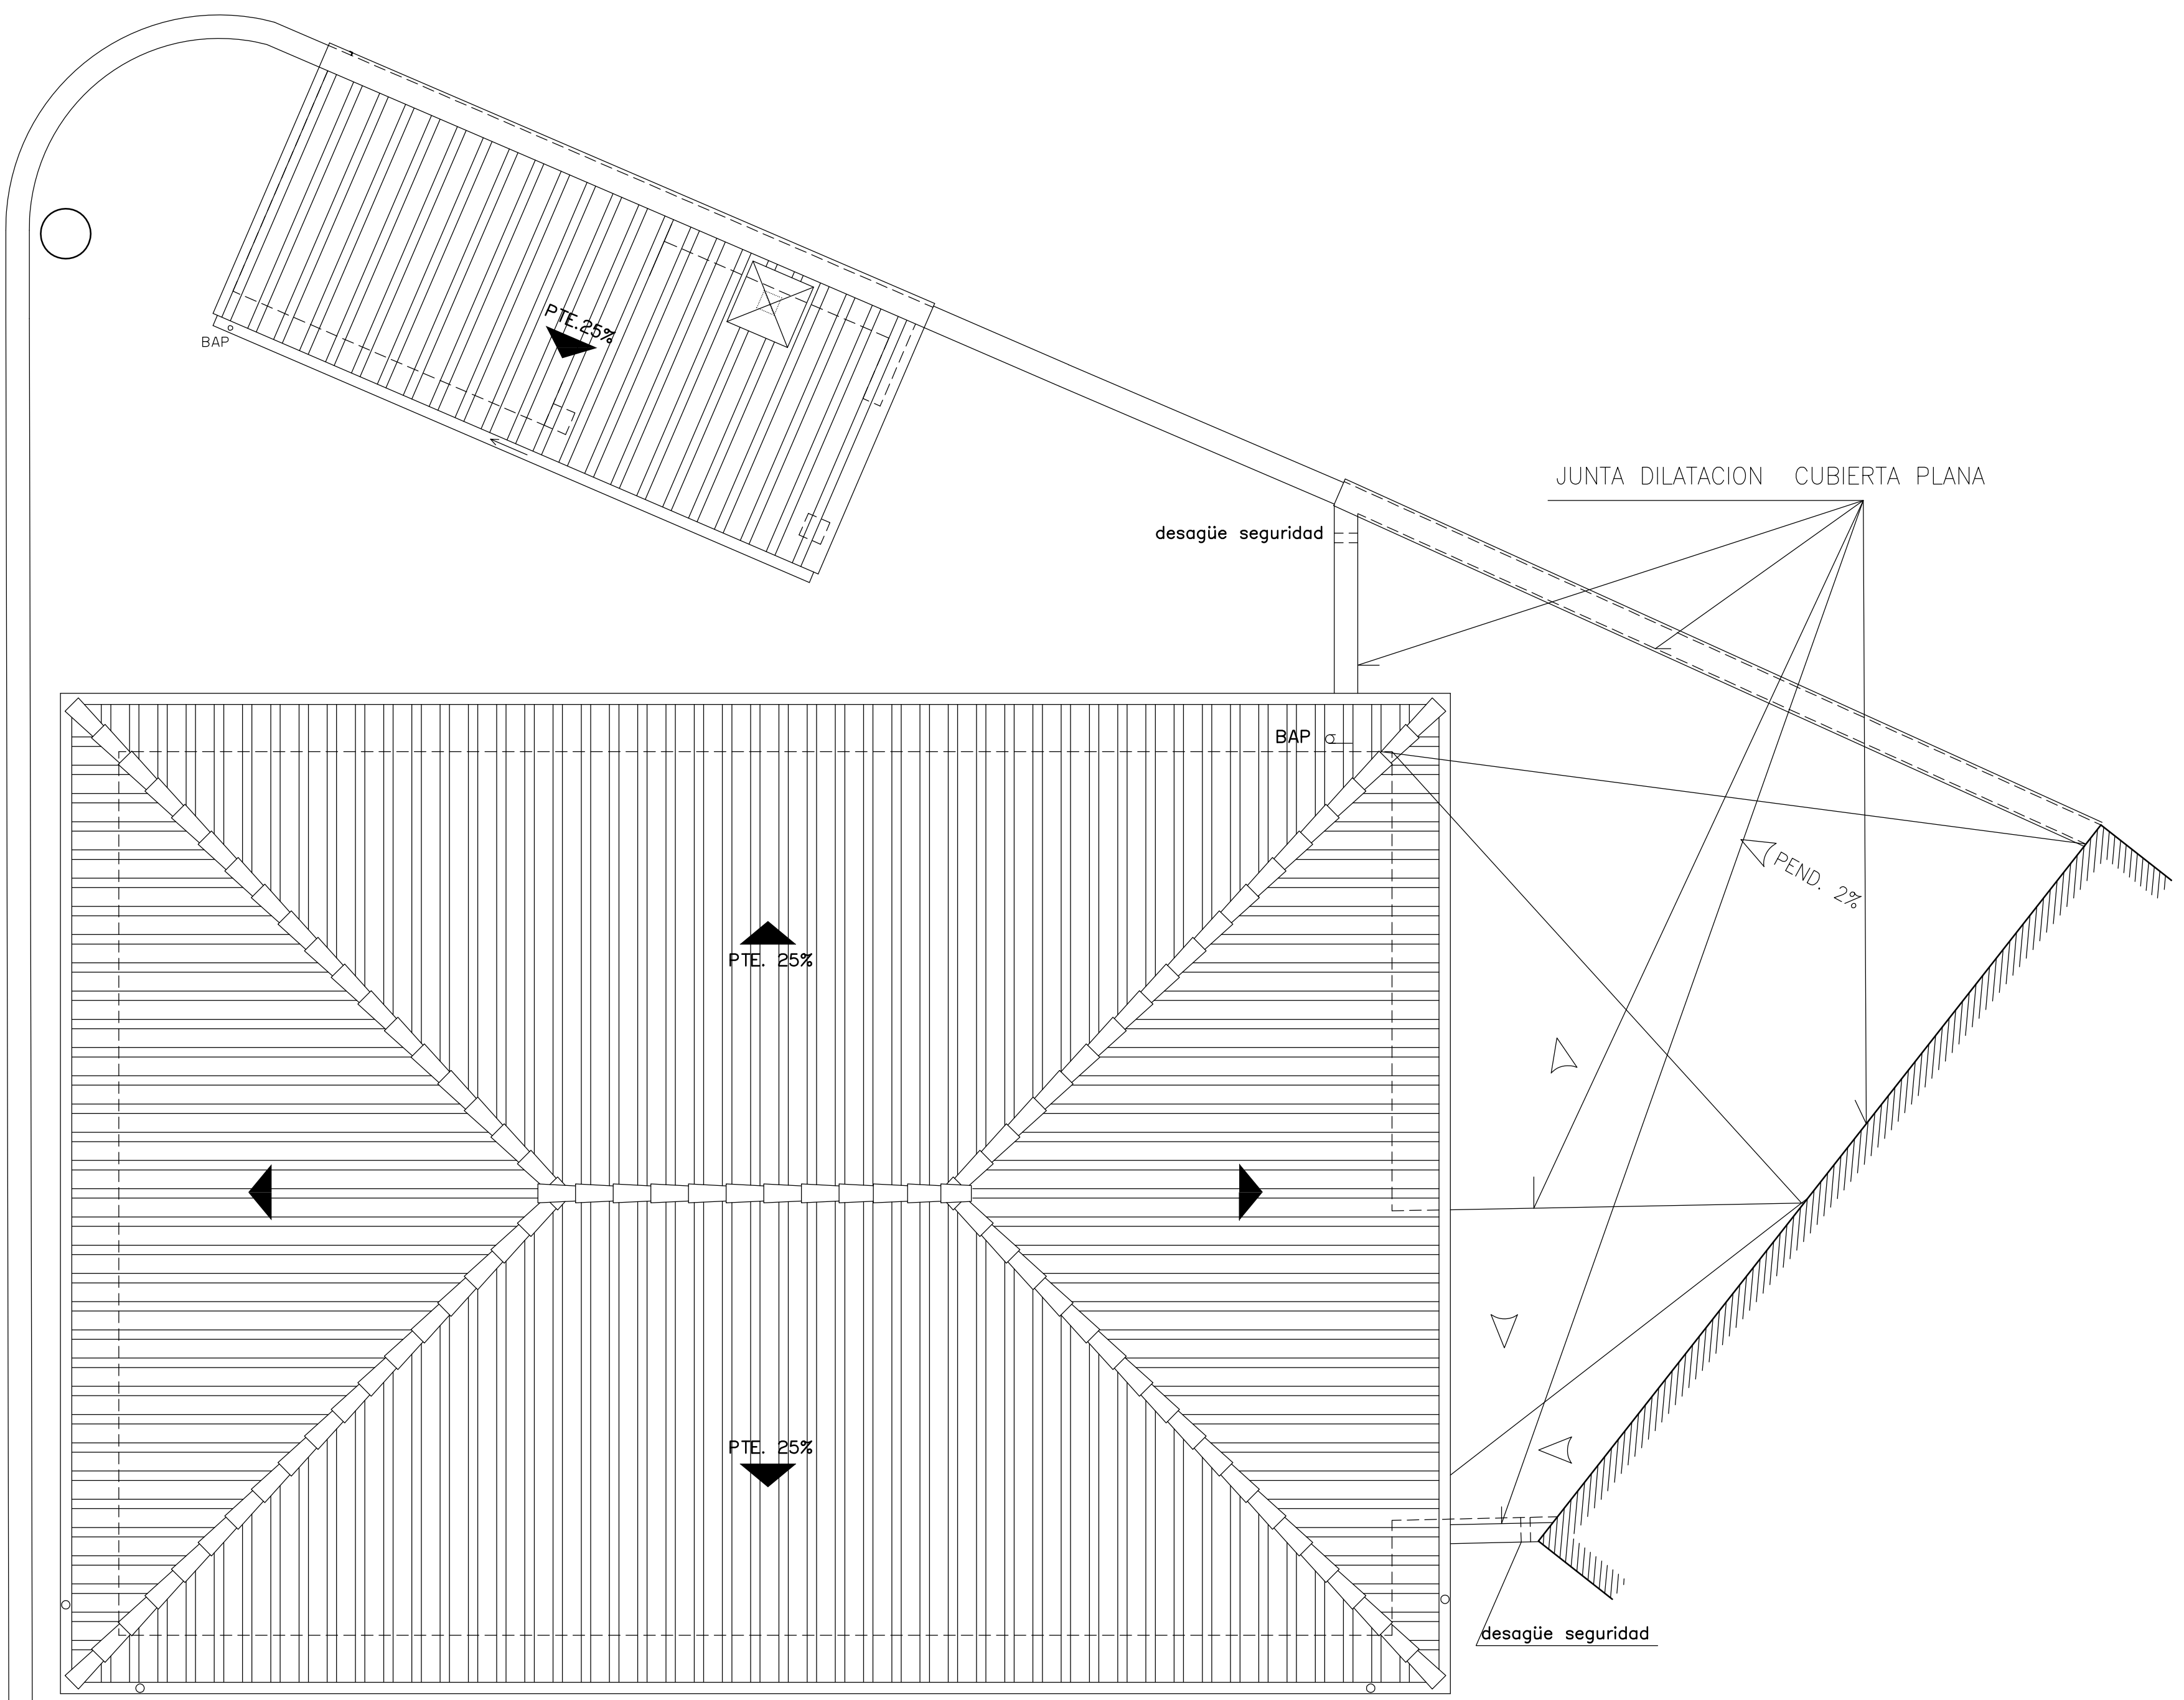 PTE.25%
BAP
JUNTA DILATACION CUBIERTA PLANA
desagüe seguridad
BAP
PEND. 2%
PTE. 25%
PTE. 25%
desagüe seguridad